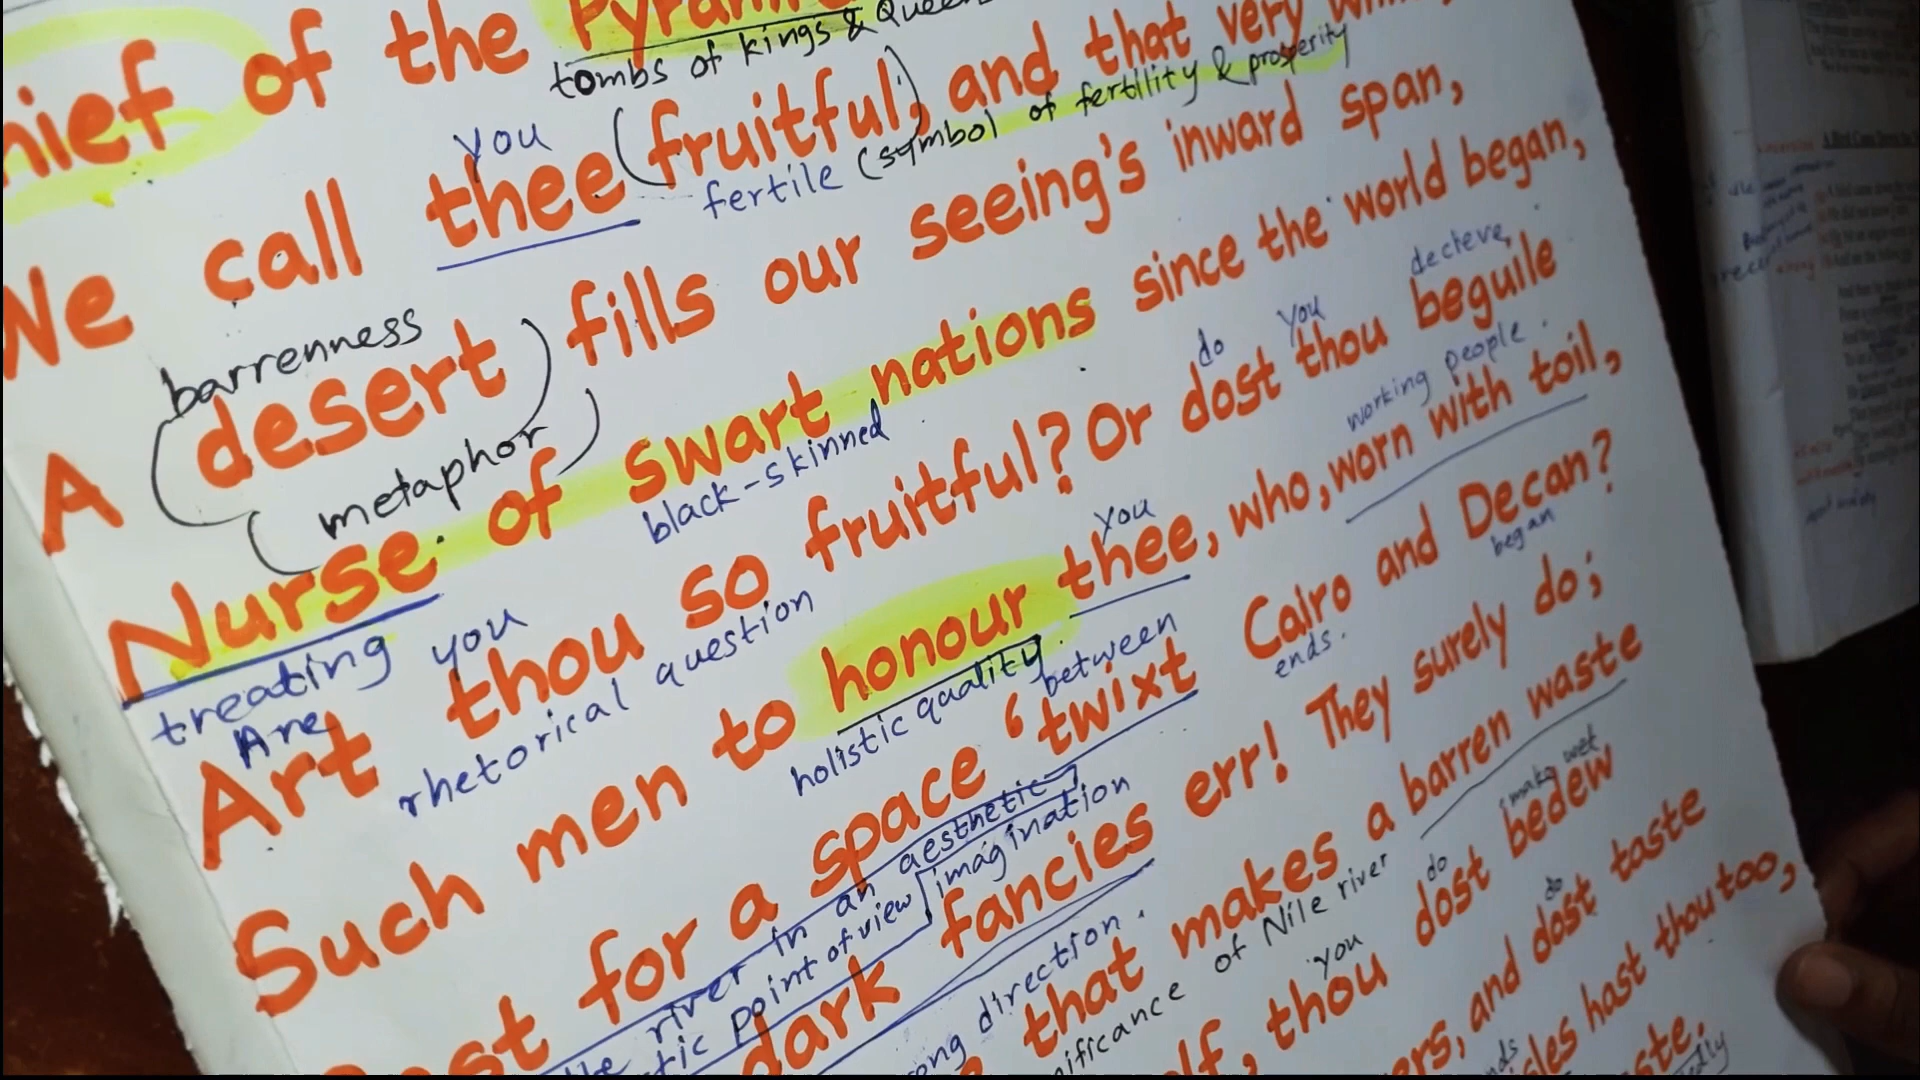 hief of the
tombs of kings &
you
We call thee (fruitful), and that very
fertile (symbol of fertility & prosperity
barrenness
A (desert) fills our seeing's inward span,
(metaphor)
Nurse of swart nations since the world began,
treating
black-skinned
Are you
do you
Art thou so fruitful? Or dost thou beguile
rhetorical question
working people.
you
Such men to honour thee, who, worn with toil,
holistic quality.
between
ends.
began
for a space 'twixt Cairo and Decan?
river in an aesthetic
point of view imagination
dark fancies err! They surely do;
direction.
that makes a barren waste
of Nile river
you do make wet
thou dost bedew
do
and dost taste
hast thou too,